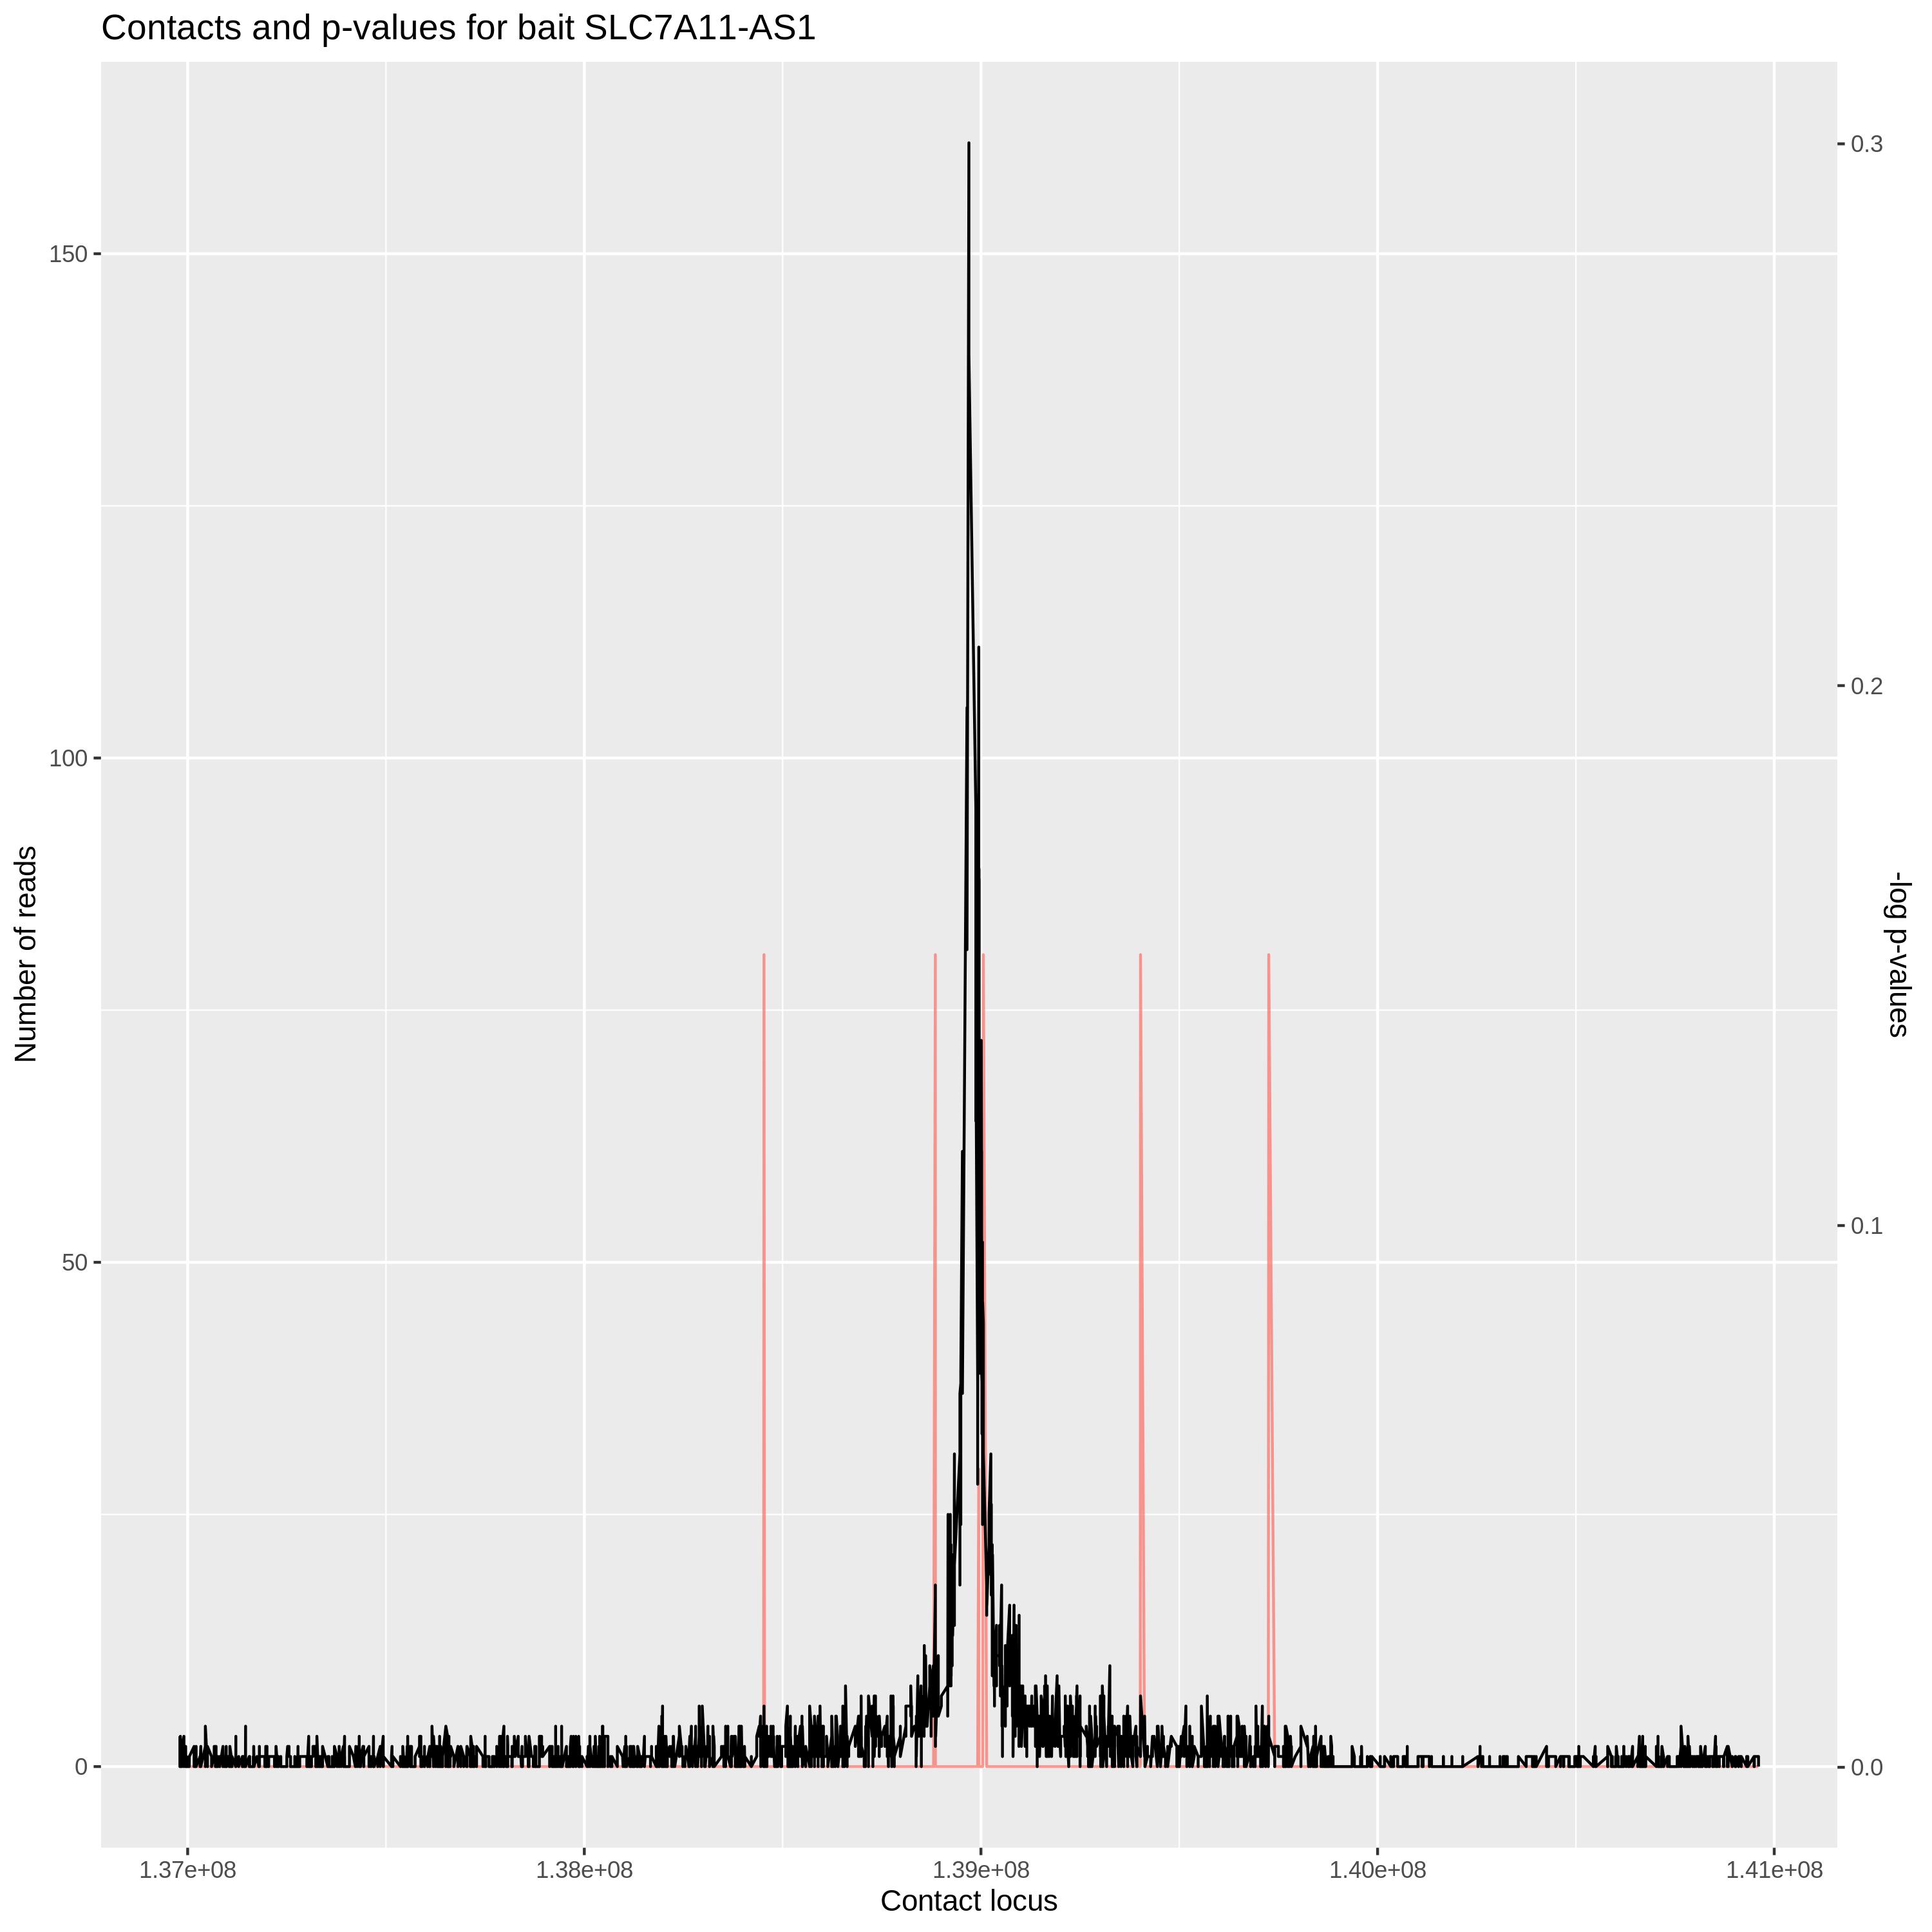 Contacts and p-values for bait SLC7A11-AS1
150
100
50
0
Number of reads
0.3
0.2
0.1
0.0
-log p-values
1.37e+08
1.38e+08
1.39e+08
1.40e+08
1.41e+08
Contact locus